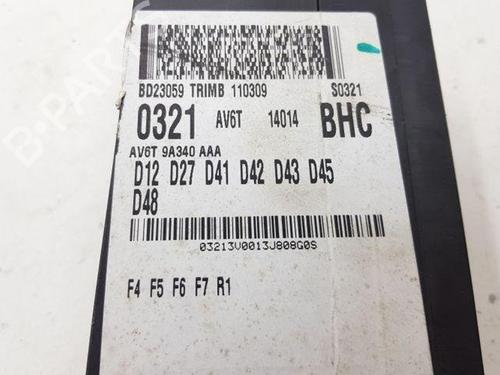 BD23059 TRIMB 110309 S0321
0321 AV6T 14014 BHC
AV6T 9A340 AAA
D12 D27 D41 D42 D43 D45
D48
03213V0013J808G0S
F4 F5 F6 F7 R1
B-PARTS